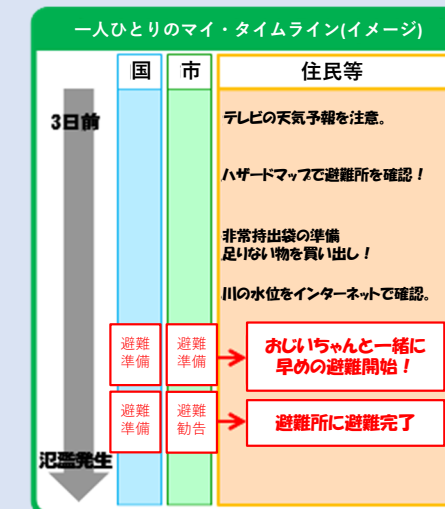 一人ひとりのマイ・タイムライン(イメージ)
国
市
住民等
3日前
テレビの天気予報を注意。
ハザードマップで避難所を確認！
非常持出袋の準備
足りない物を買い出し！
川の水位をインターネットで確認。
避難
準備
避難
準備
おじいちゃんと一緒に
早めの避難開始！
避難
準備
避難
勧告
避難所に避難完了
氾濫発生